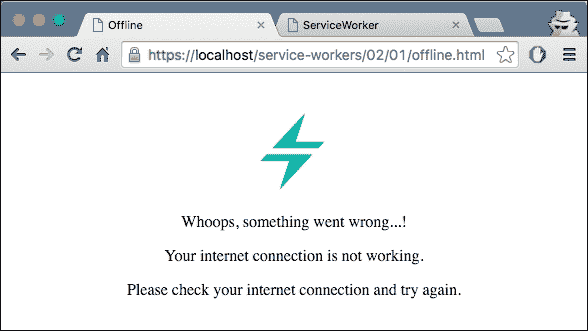 Offline
ServiceWorker
https://localhost/service-workers/02/01/offline.html
Whoops, something went wrong...!
Your internet connection is not working.
Please check your internet connection and try again.